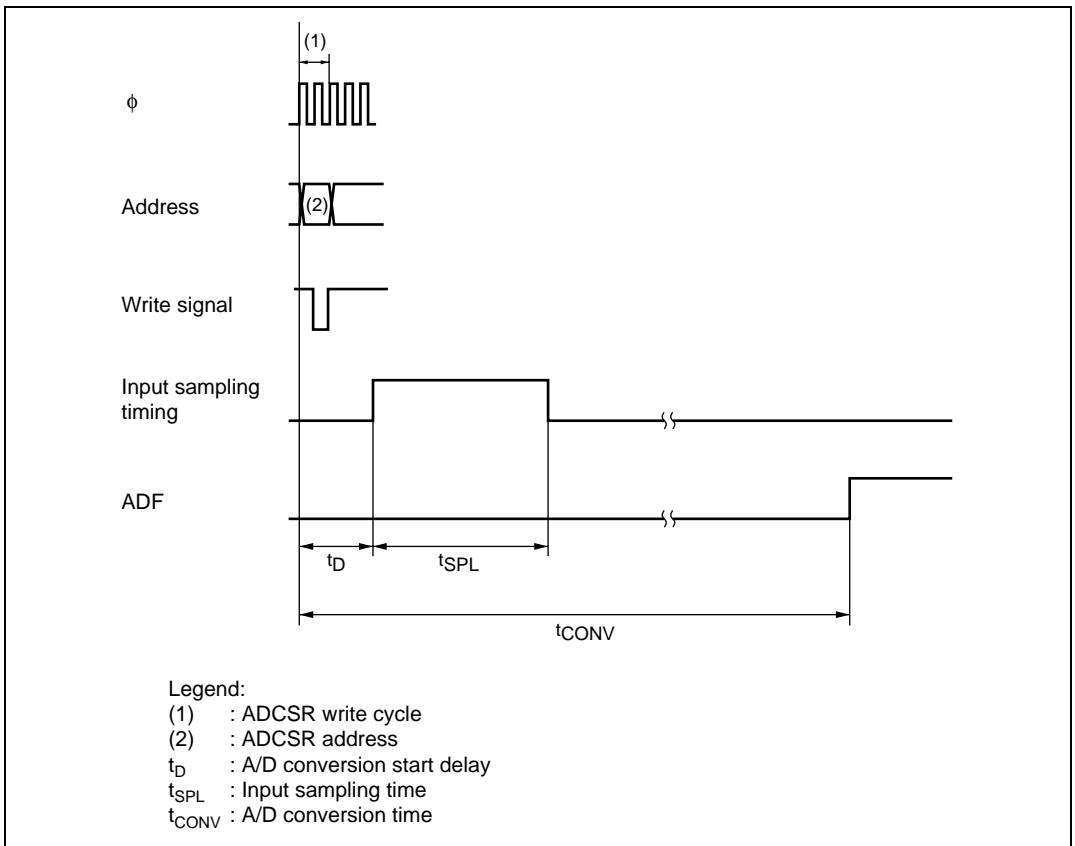 (1)
ϕ
Address
(2)
Write signal
Input sampling
timing
ADF
tD
tSPL
tCONV
Legend:
(1) : ADCSR write cycle
(2) : ADCSR address
tD : A/D conversion start delay
tSPL : Input sampling time
tCONV : A/D conversion time